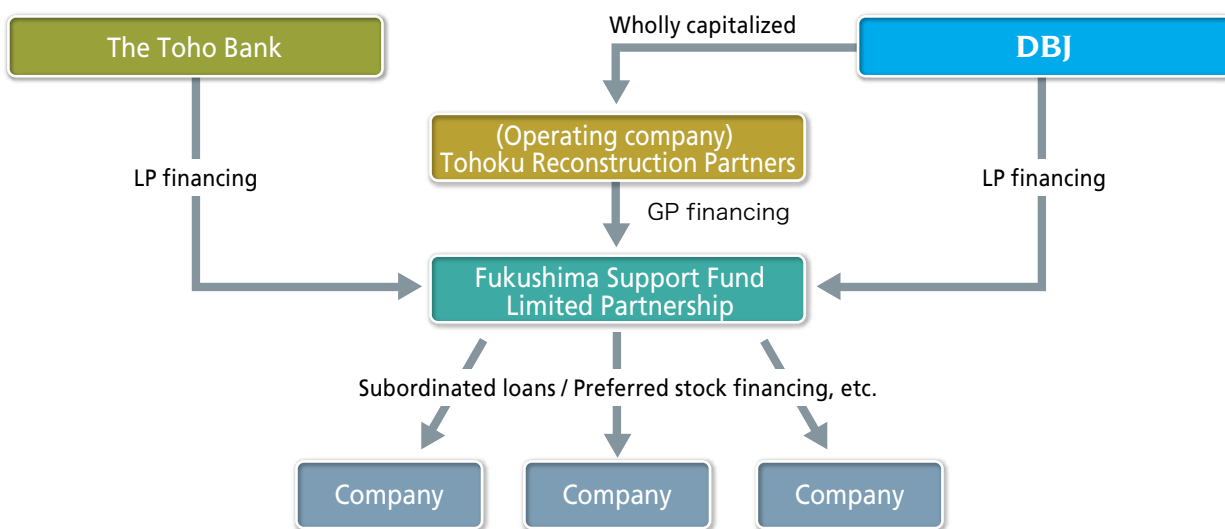 Wholly capitalized
The Toho Bank
DBJ
(Operating company)
Tohoku Reconstruction Partners
LP financing
LP financing
GP financing
Fukushima Support Fund
Limited Partnership
Subordinated loans / Preferred stock financing, etc.
Company
Company
Company